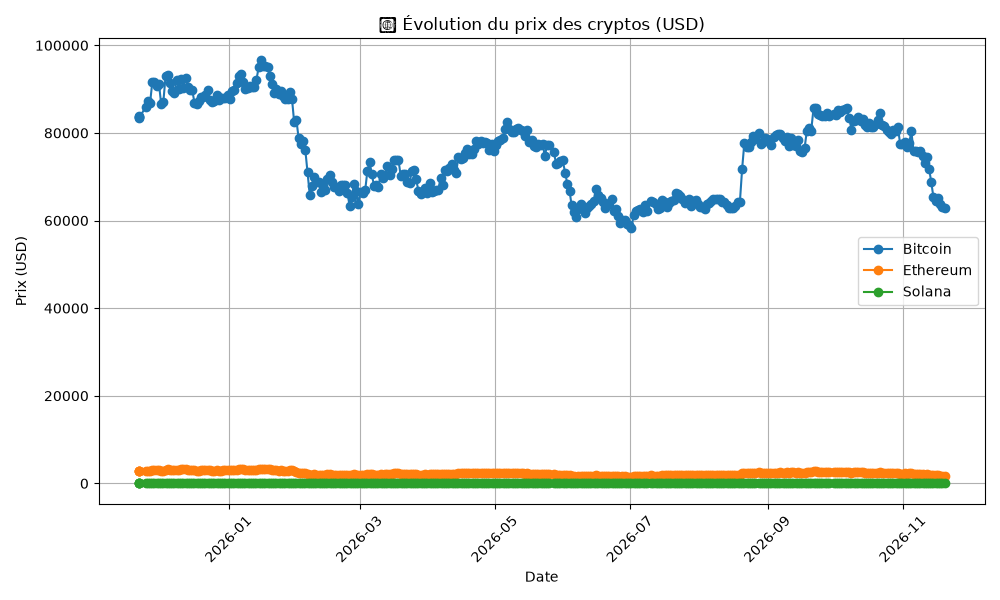 Évolution du prix des cryptos (USD)
100000
80000
60000
40000
20000
0
Prix (USD)
Bitcoin
Ethereum
Solana
2026-01
2026-03
2026-05
2026-07
2026-09
2026-11
Date